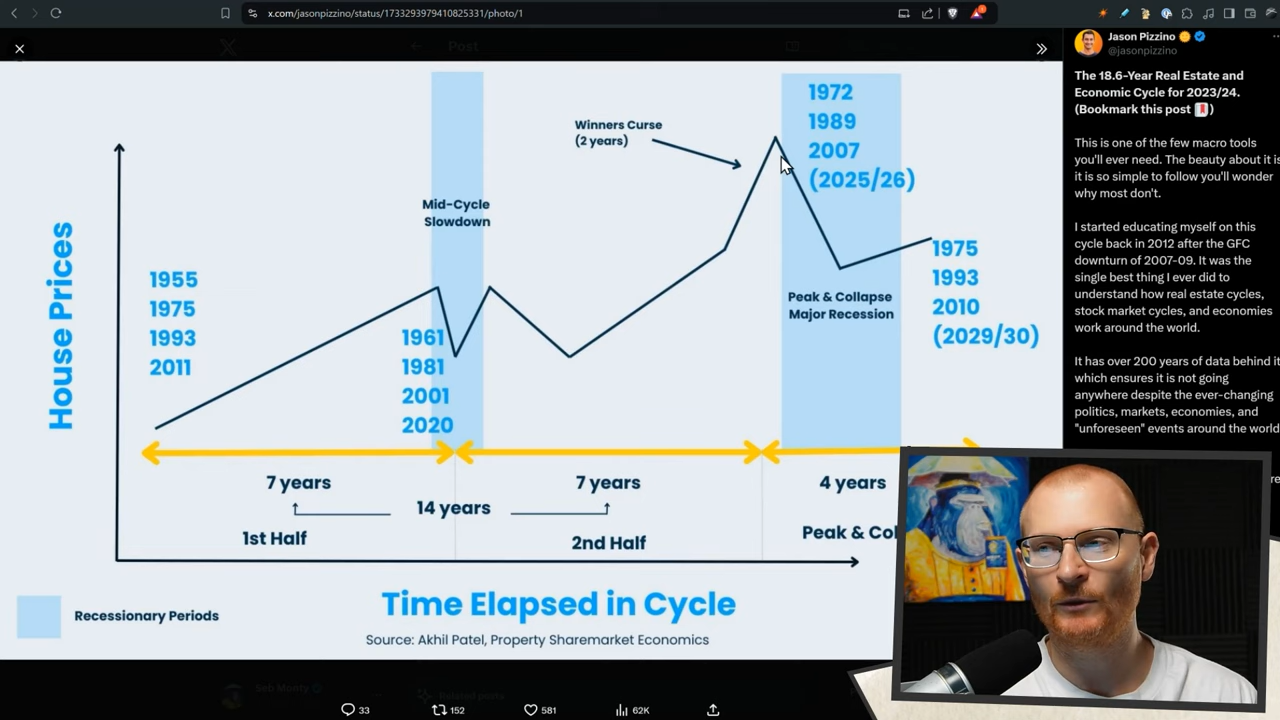 x.com/jasonpizzino/status/1733293979410825331/photo/1
Post
Jason Pizzino
@jasonpizzino
The 18.6-Year Real Estate and
Economic Cycle for 2023/24.
(Bookmark this post )
This is one of the few macro tools
you'll ever need. The beauty about it is
it is so simple to follow you'll wonder
why most don't.
I started educating myself on this
cycle back in 2012 after the GFC
downturn of 2007-09. It was the
single best thing I ever did to
understand how real estate cycles,
stock market cycles, and economies
work around the world.
It has over 200 years of data behind it
which ensures it is not going
anywhere despite the ever-changing
politics, markets, economies, and
"unforeseen" events around the world
House Prices
1955
1975
1993
2011
Mid-Cycle
Slowdown
1961
1981
2001
2020
Winners Curse
(2 years)
1972
1989
2007
(2025/26)
Peak & Collapse
Major Recession
1975
1993
2010
(2029/30)
7 years
7 years
4 years
14 years
1st Half
2nd Half
Peak & Col
Time Elapsed in Cycle
Recessionary Periods
Source: Akhil Patel, Property Sharemarket Economics
Seb Monty
Related posts
33
152
581
62K